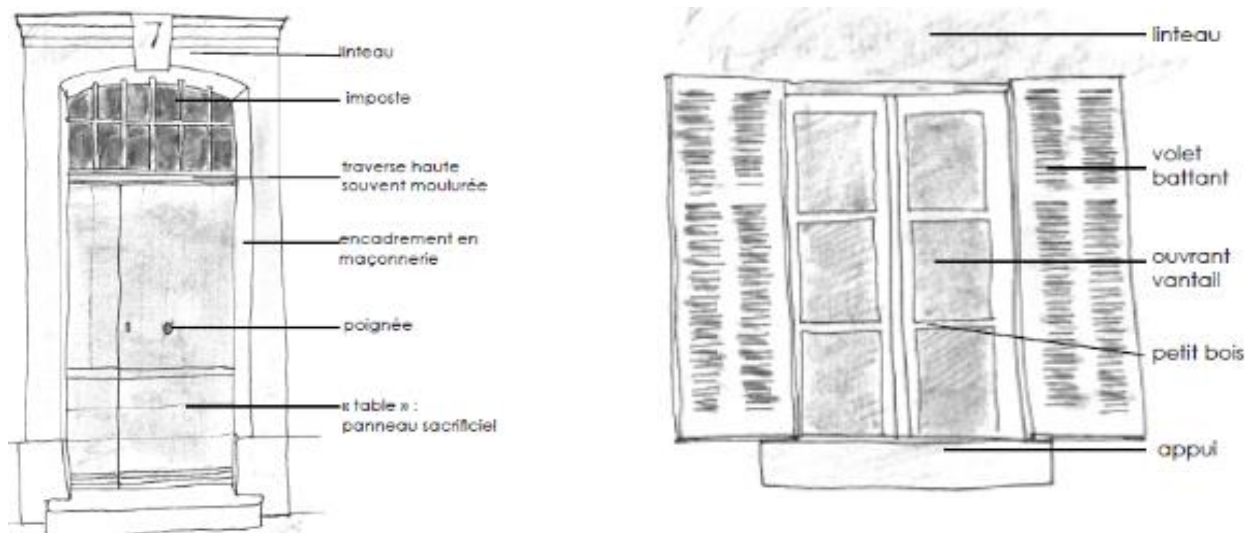 7
linteau
imposte
traverse haute
souvent moulurée
encadrement en
maçonnerie
poignée
« table » :
panneau sacrificiel
linteau
volet
battant
ouvrant
vantail
petit bois
appui